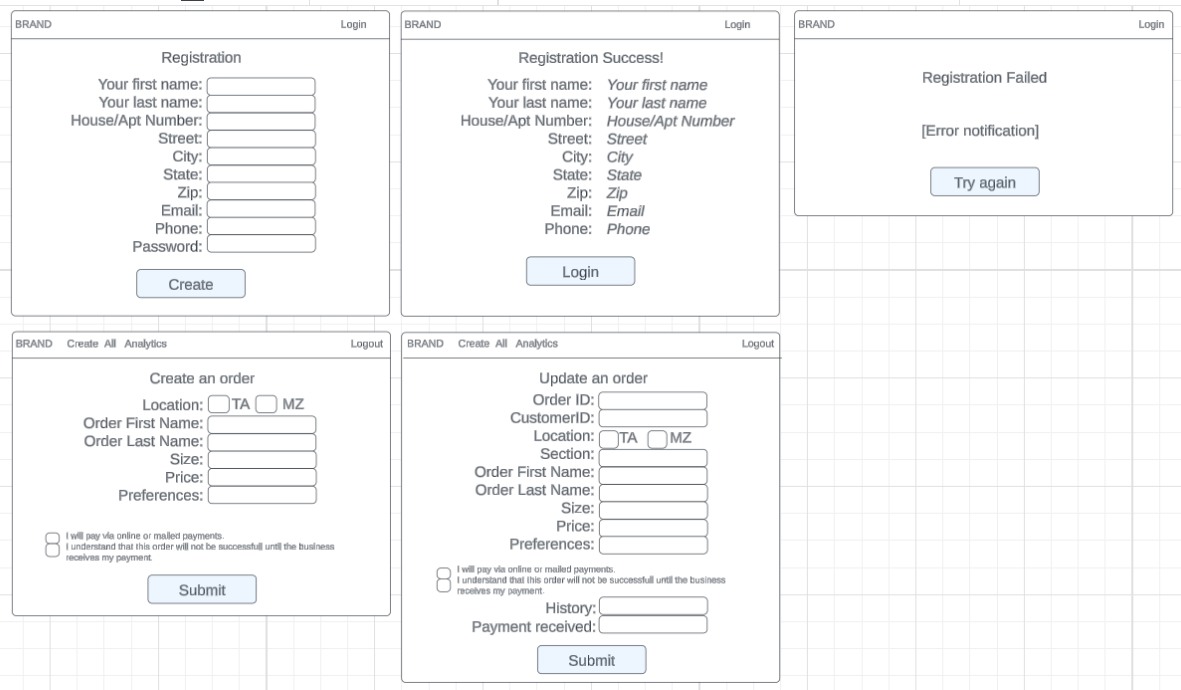 BRAND Login
Registration
Your first name:
Your last name:
House/Apt Number:
Street:
City:
State:
Zip:
Email:
Phone:
Password:
Create
BRAND Login
Registration Success!
Your first name: Your first name
Your last name: Your last name
House/Apt Number: House/Apt Number
Street: Street
City: City
State: State
Zip: Zip
Email: Email
Phone: Phone
Login
BRAND Login
Registration Failed
[Error notification]
Try again
BRAND Create All Analytics Logout
Create an order
Location: TA MZ
Order First Name:
Order Last Name:
Size:
Price:
Preferences:
I will pay via online or mailed payments.
I understand that this order will not be successfull until the business
receives my payment.
Submit
BRAND Create All Analytics Logout
Update an order
Order ID:
CustomerID:
Location: TA MZ
Section:
Order First Name:
Order Last Name:
Size:
Price:
Preferences:
I will pay via online or mailed payments.
I understand that this order will not be successfull until the business
receives my payment.
History:
Payment received:
Submit